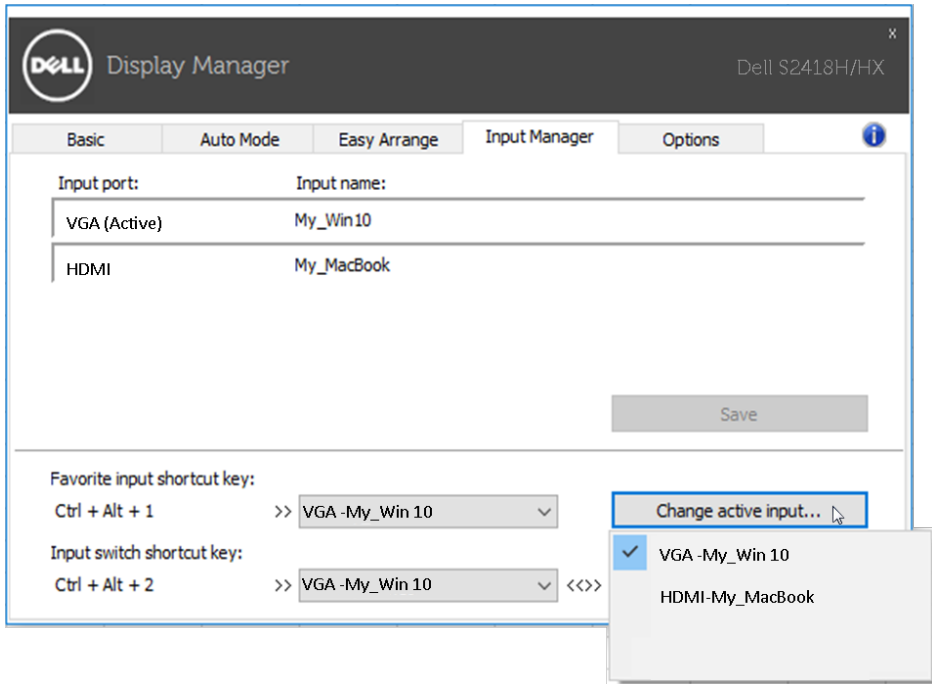 DELL Display Manager
x
Dell S2418H/HX
Basic Auto Mode Easy Arrange Input Manager Options i
Input port: Input name:
VGA (Active) My_Win10
HDMI My_MacBook
Save
Favorite input shortcut key:
Ctrl + Alt + 1 >> VGA -My_Win 10 Change active input...
Input switch shortcut key:
Ctrl + Alt + 2 >> VGA -My_Win 10 <<>>
VGA -My_Win 10
HDMI-My_MacBook